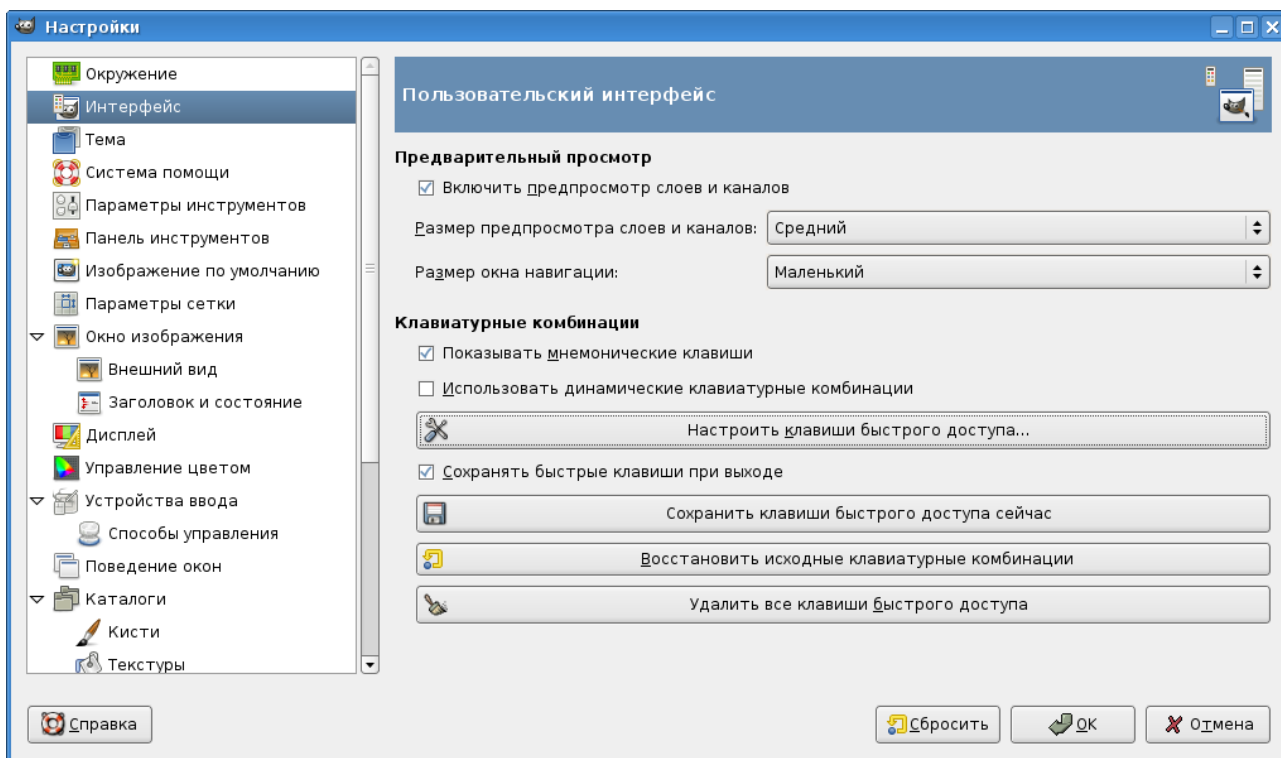 Настройки
Окружение
Интерфейс
Тема
Система помощи
Параметры инструментов
Панель инструментов
Изображение по умолчанию
Параметры сетки
Окно изображения
Внешний вид
Заголовок и состояние
Дисплей
Управление цветом
Устройства ввода
Способы управления
Поведение окон
Каталоги
Кисти
Текстуры
Пользовательский интерфейс
Предварительный просмотр
Включить предпросмотр слоев и каналов
Размер предпросмотра слоев и каналов: Средний
Размер окна навигации: Маленький
Клавиатурные комбинации
Показывать мнемонические клавиши
Использовать динамические клавиатурные комбинации
Настроить клавиши быстрого доступа...
Сохранять быстрые клавиши при выходе
Сохранить клавиши быстрого доступа сейчас
Восстановить исходные клавиатурные комбинации
Удалить все клавиши быстрого доступа
Справка Сбросить OK Отмена